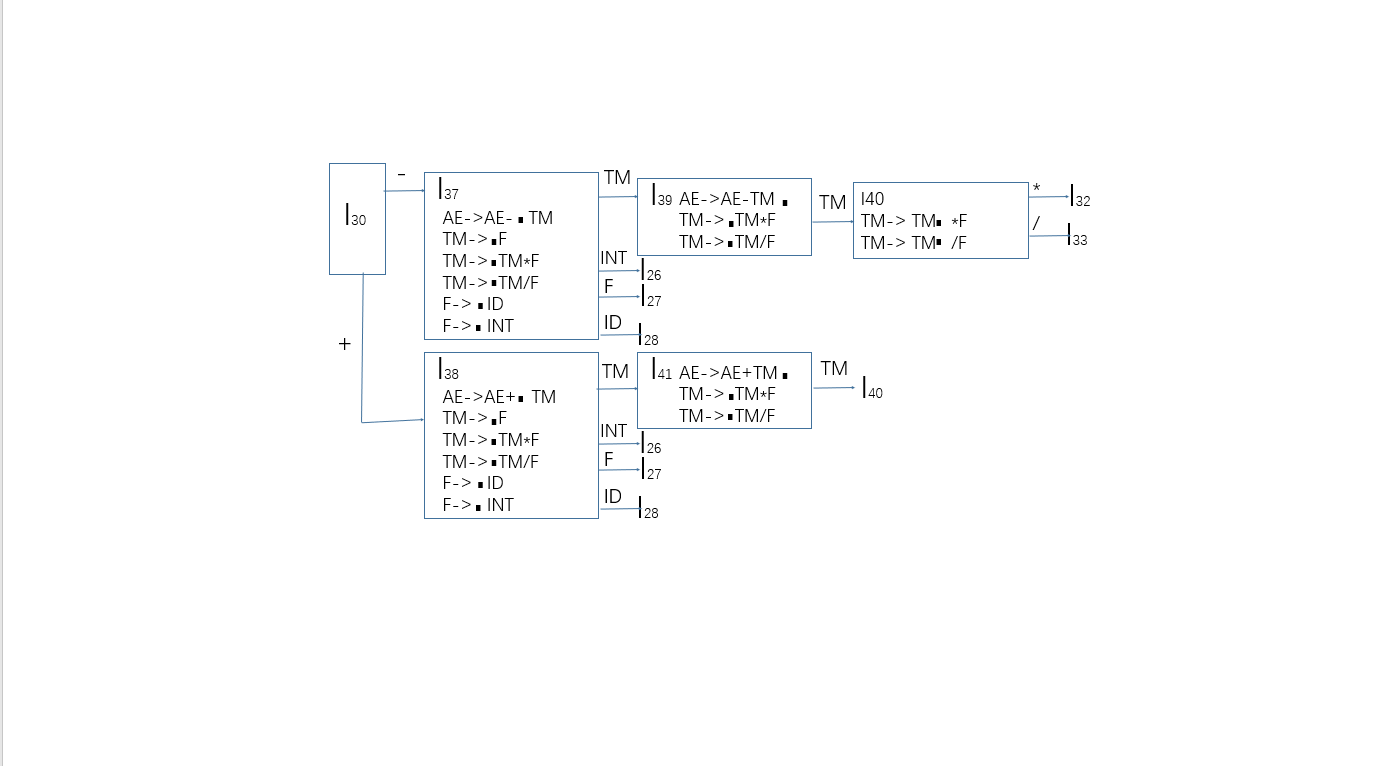 I30
-
+
I37
AE->AE-▪ TM
TM->▪F
TM->▪TM*F
TM->▪TM/F
F-> ▪ID
F->▪ INT
TM
INT
I26
F
I27
ID
I28
I39 AE->AE-TM ▪
TM->▪TM*F
TM->▪TM/F
TM
I40
TM-> TM▪ *F
TM-> TM▪ /F
*
I32
/
I33
I38
AE->AE+▪ TM
TM->▪F
TM->▪TM*F
TM->▪TM/F
F-> ▪ID
F->▪ INT
TM
INT
I26
F
I27
ID
I28
I41 AE->AE+TM▪
TM->▪TM*F
TM->▪TM/F
TM
I40